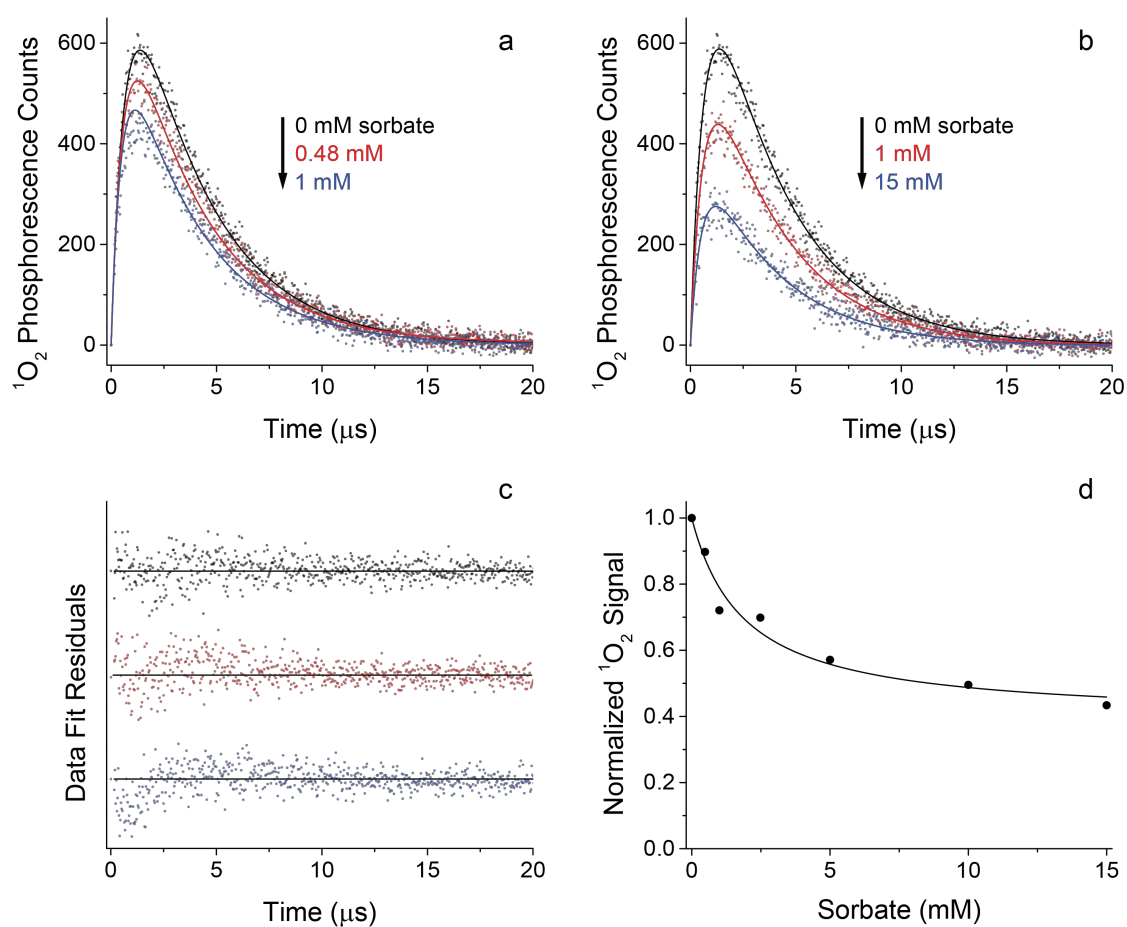 a
600
400
200
0
¹O₂ Phosphorescence Counts
0 mM sorbate
0.48 mM
1 mM
0 5 10 15 20
Time (μs)
b
600
400
200
0
¹O₂ Phosphorescence Counts
0 mM sorbate
1 mM
15 mM
0 5 10 15 20
Time (μs)
c
Data Fit Residuals
0 5 10 15 20
Time (μs)
d
1.0
0.8
0.6
0.4
0.2
0.0
Normalized ¹O₂ Signal
0 5 10 15
Sorbate (mM)